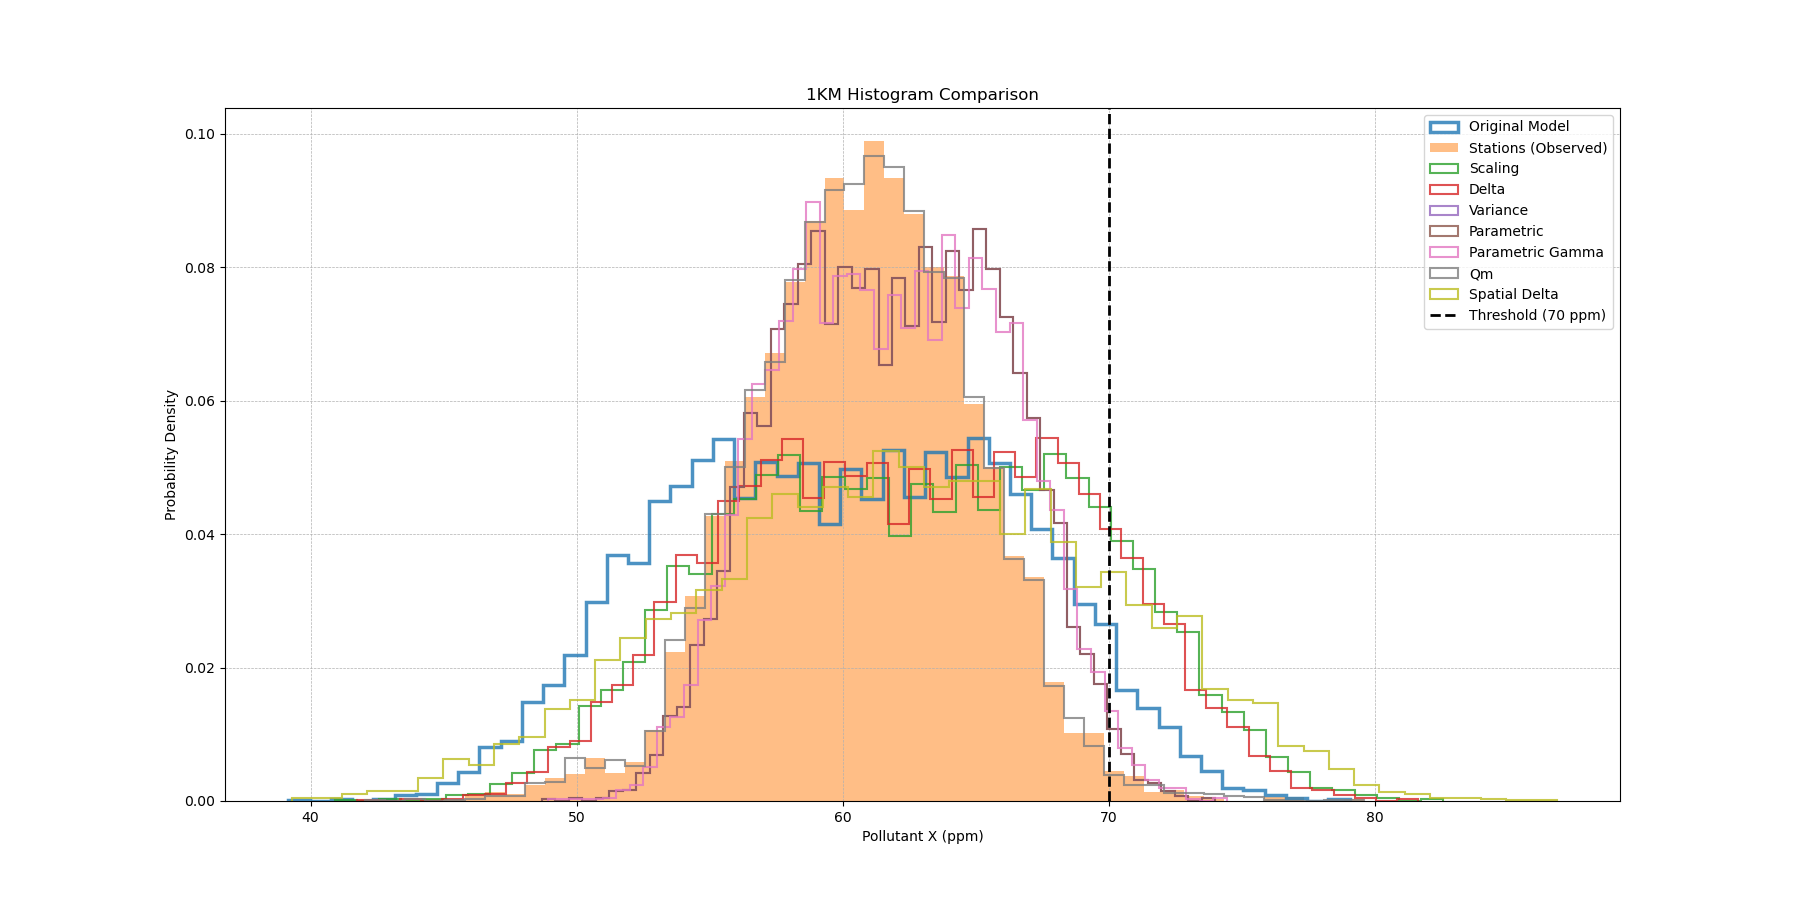 1KM Histogram Comparison
Probability Density
0.10
0.08
0.06
0.04
0.02
0.00
40
50
60
70
80
Pollutant X (ppm)
Original Model
Stations (Observed)
Scaling
Delta
Variance
Parametric
Parametric Gamma
Qm
Spatial Delta
Threshold (70 ppm)